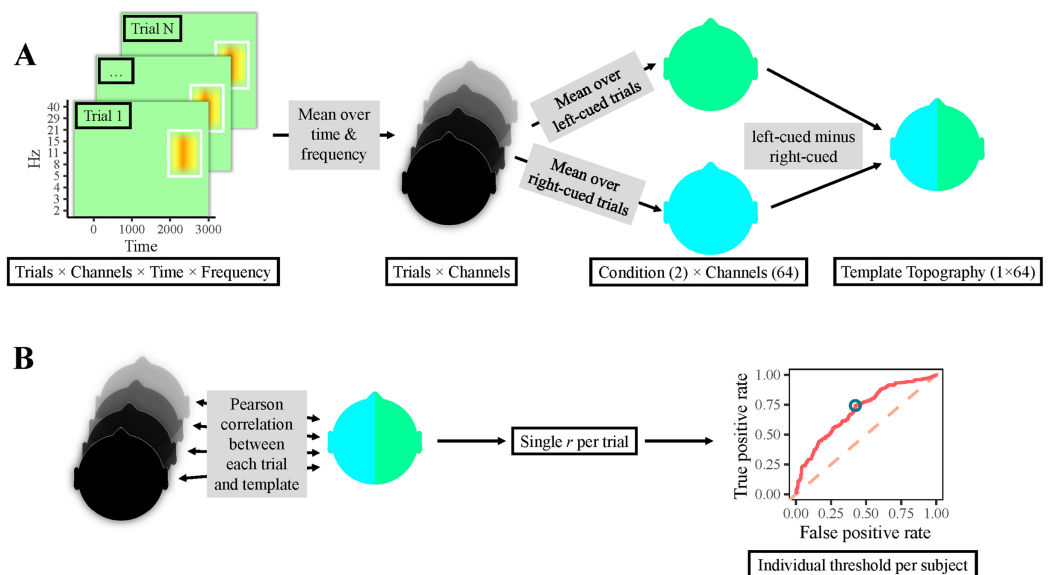 A
Trial N
...
Trial 1
40
29
21
15
11
8
5
4
3
2
Hz
0 1000 2000 3000
Time
Trials × Channels × Time × Frequency
Mean over
time &
frequency
Trials × Channels
Mean over
left-cued trials
Mean over
right-cued trials
Condition (2) × Channels (64)
left-cued minus
right-cued
Template Topography (1×64)
B
Pearson
correlation
between
each trial
and template
Single r per trial
True positive rate
1.00
0.75
0.50
0.25
0.00
0.00 0.25 0.50 0.75 1.00
False positive rate
Individual threshold per subject